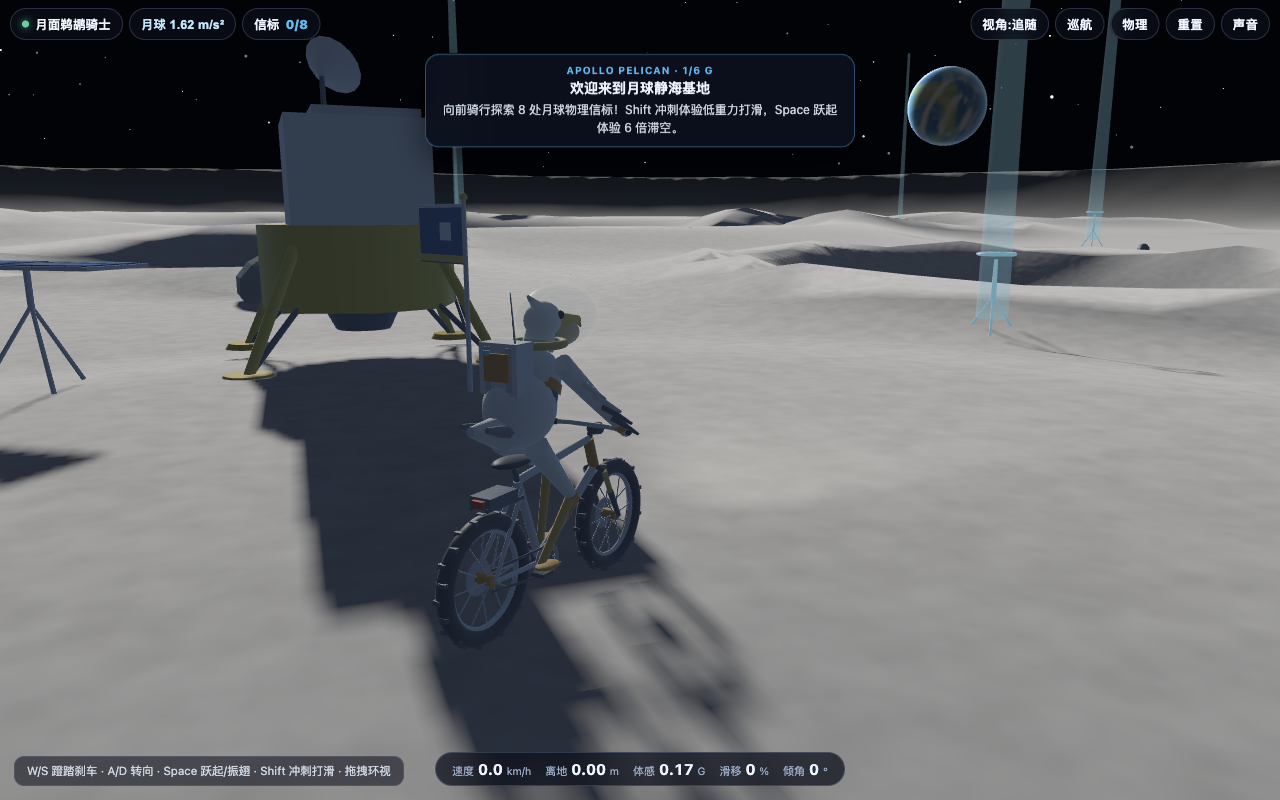 月面鹈鹕骑士
月球 1.62 m/s²
信标 0/8
视角:追随
巡航
物理
重置
声音
APOLLO PELICAN · 1/6 G
欢迎来到月球静海基地
向前骑行探索 8 处月球物理信标！Shift 冲刺体验低重力打滑，Space 跃起
体验 6 倍滞空。
W/S 蹬踏刹车 · A/D 转向 · Space 跃起/振翅 · Shift 冲刺打滑 · 拖拽环视
速度 0.0 km/h 离地 0.00 m 体感 0.17 G 滑移 0 % 倾角 0 °